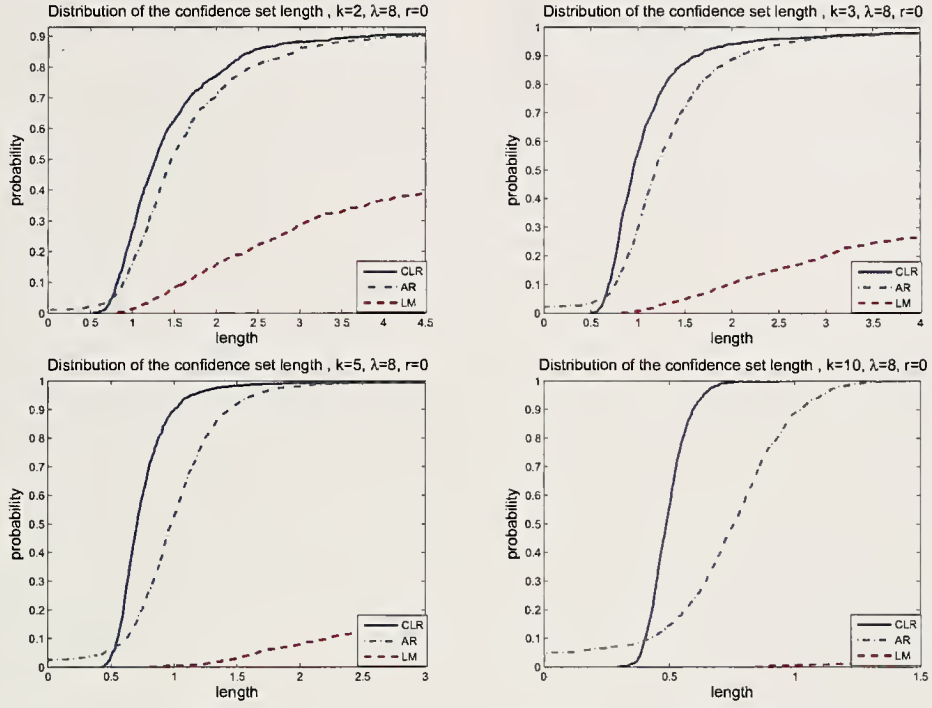 Distribution of the confidence set length , k=2, λ=8, r=0
0.9
0.8
0.7
0.6
0.5
0.4
0.3
0.2
0.1
0
probability
0 0.5 1 1.5 2 2.5 3 3.5 4 4.5
length
CLR
AR
LM
Distribution of the confidence set length , k=3, λ=8, r=0
1
0.9
0.8
0.7
0.6
0.5
0.4
0.3
0.2
0.1
0
probability
0 0.5 1 1.5 2 2.5 3 3.5 4
length
CLR
AR
LM
Distribution of the confidence set length , k=5, λ=8, r=0
1
0.9
0.8
0.7
0.6
0.5
0.4
0.3
0.2
0.1
0
probability
0 0.5 1 1.5 2 2.5 3
length
CLR
AR
LM
Distribution of the confidence set length , k=10, λ=8, r=0
1
0.9
0.8
0.7
0.6
0.5
0.4
0.3
0.2
0.1
0
probability
0 0.5 1 1.5
length
CLR
AR
LM